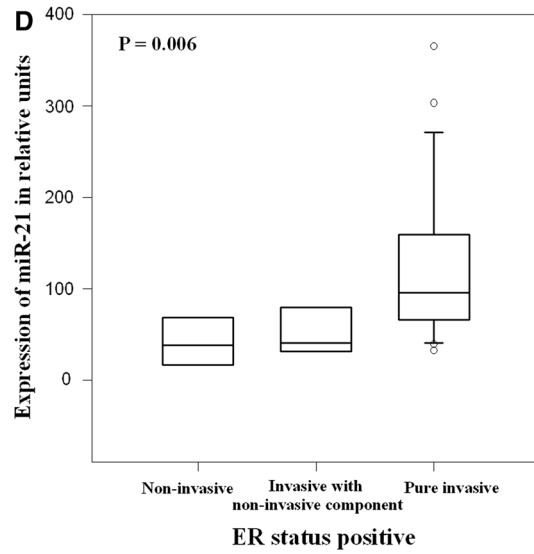 D
P = 0.006
Expression of miR-21 in relative units
400
300
200
100
0
Non-invasive
Invasive with
non-invasive component
Pure invasive
ER status positive